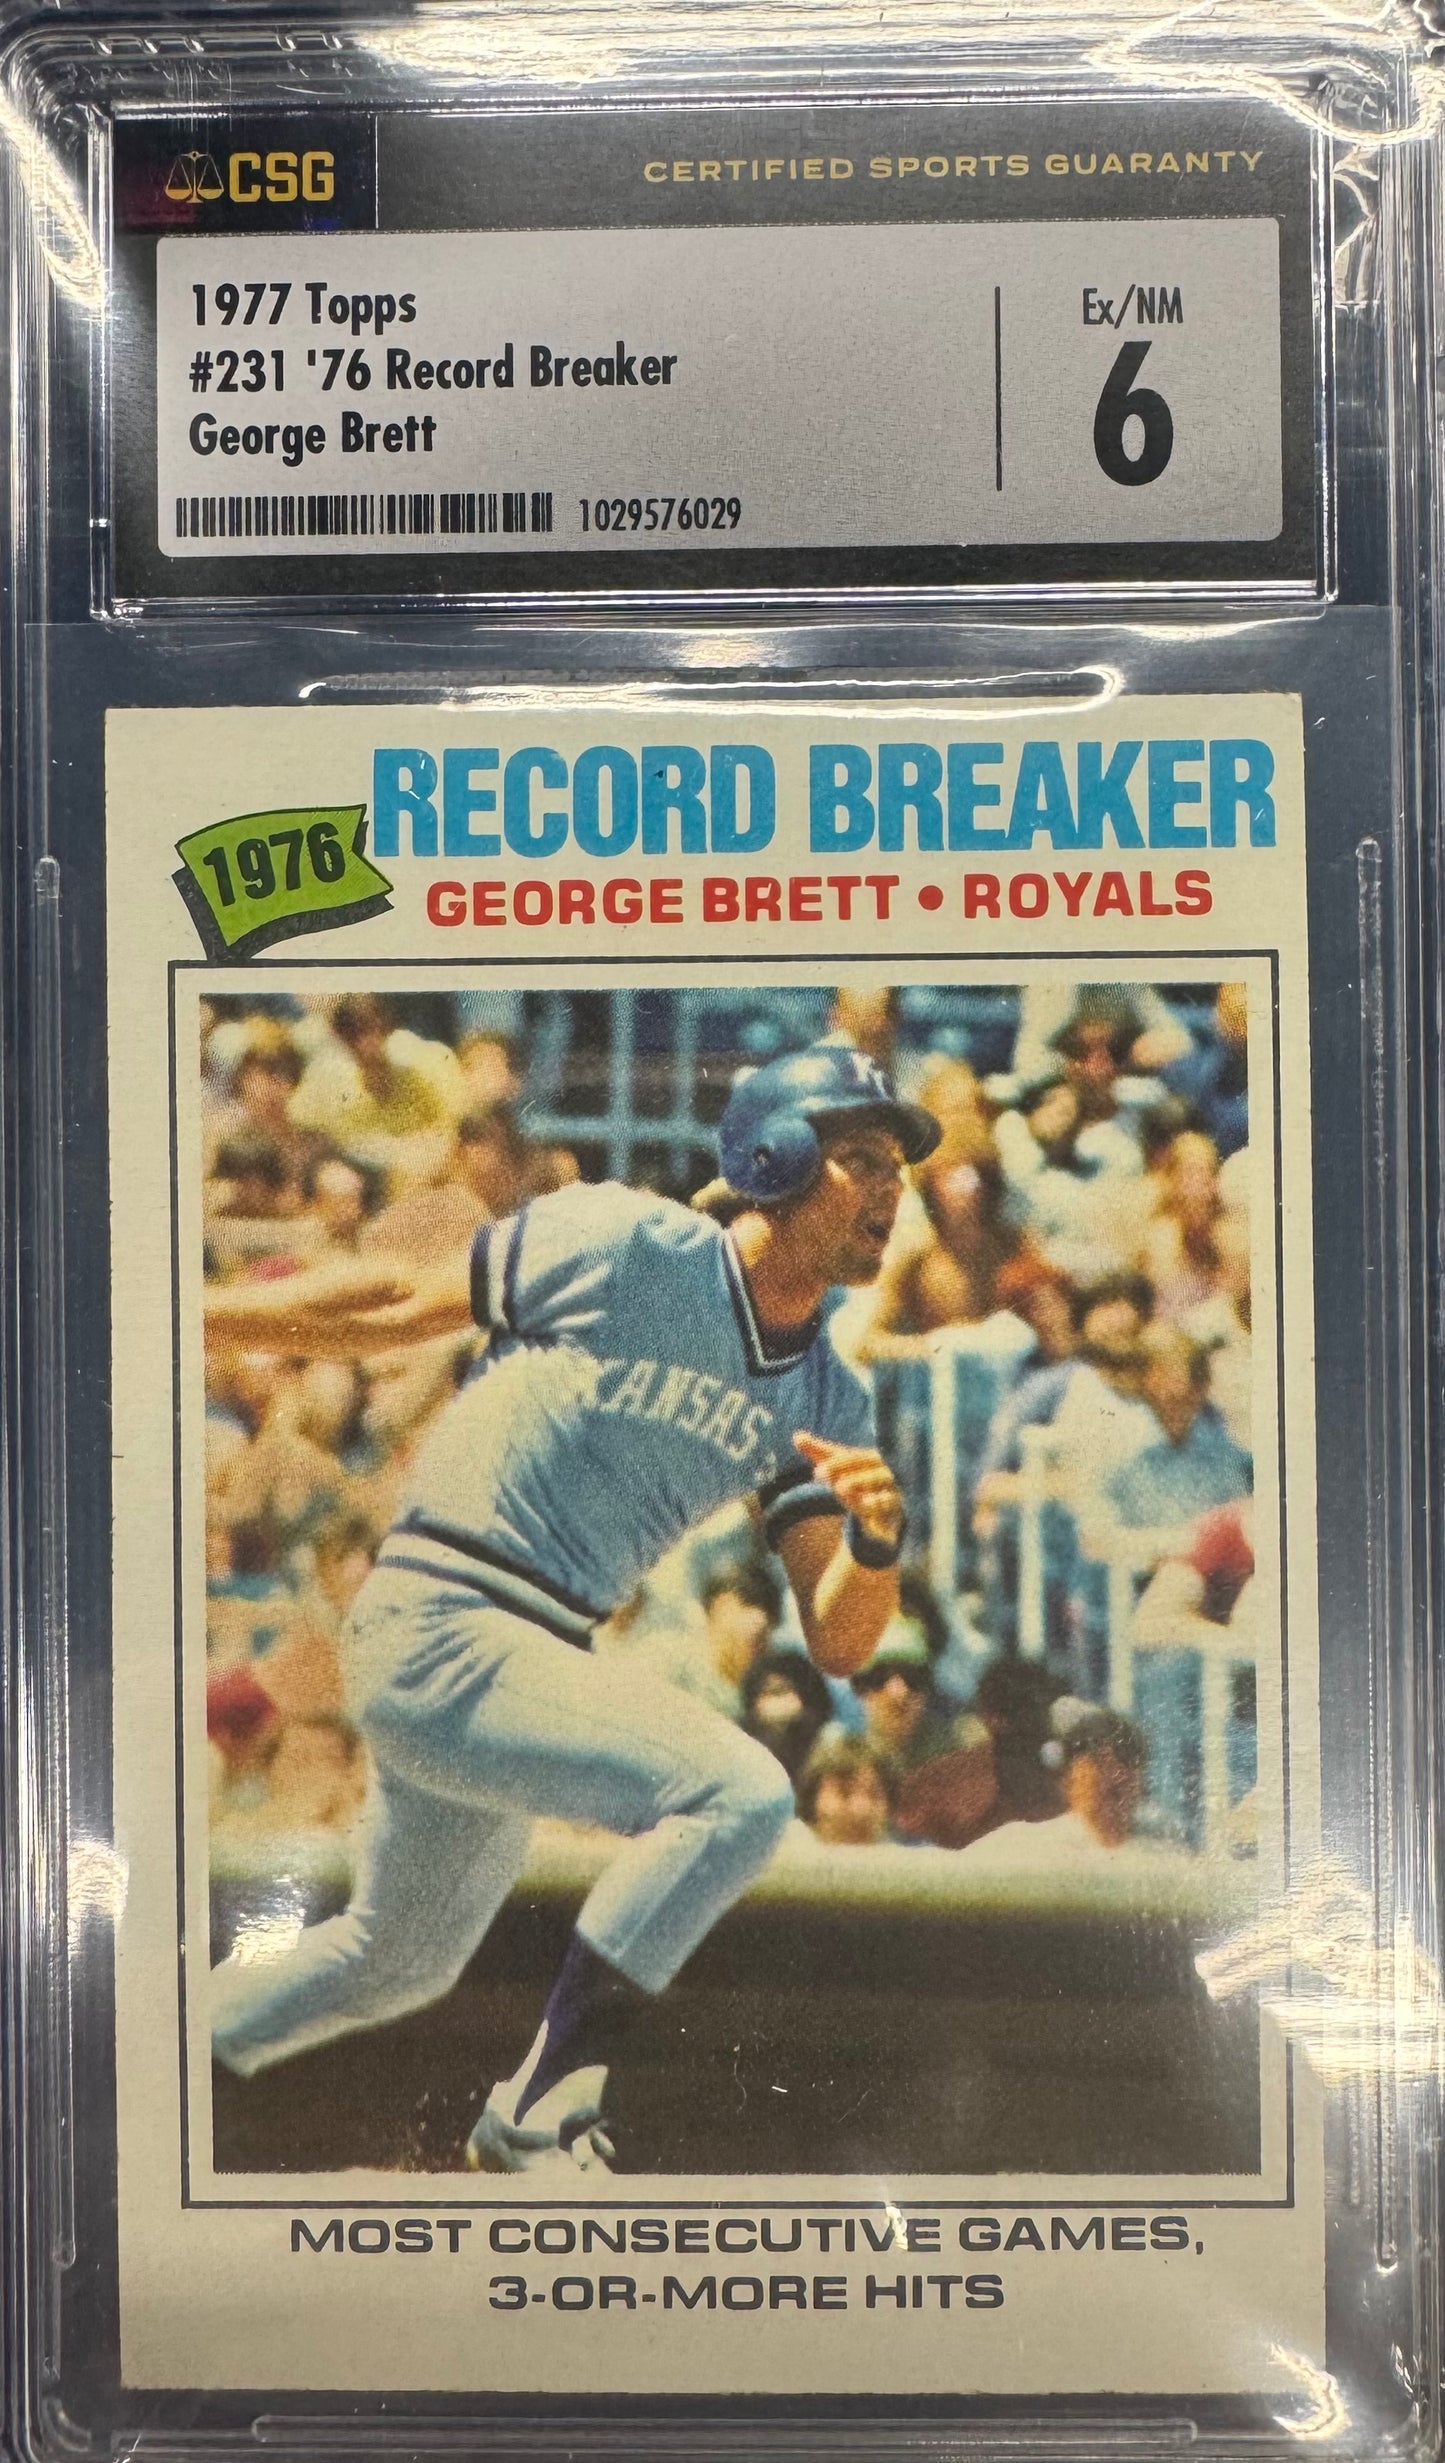 CSG
CERTIFIED SPORTS GUARANTY
1977 Topps
#231 '76 Record Breaker
George Brett
Ex/NM
6
1029576029
1976
RECORD BREAKER
GEORGE BRETT • ROYALS
K
KANSAS
MOST CONSECUTIVE GAMES,
3-OR-MORE HITS